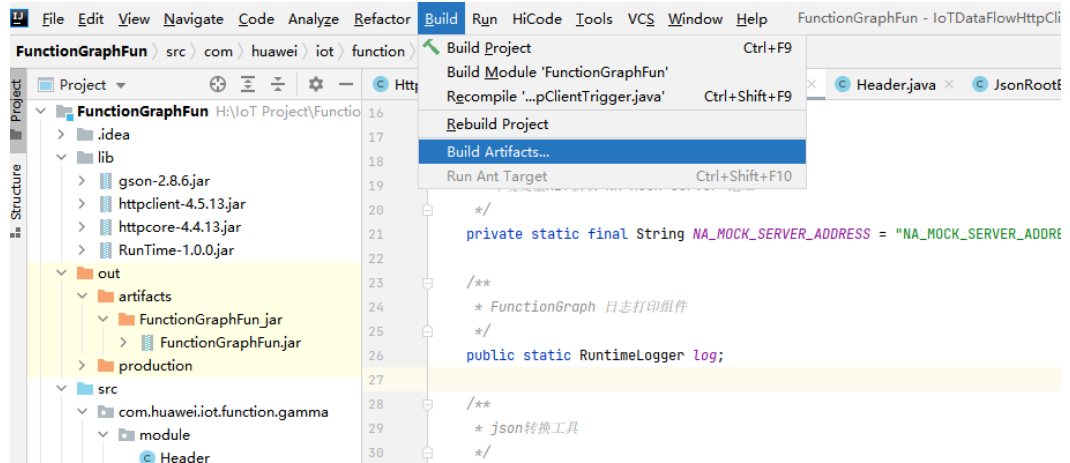 File Edit View Navigate Code Analyze Refactor Build Run HiCode Tools VCS Window Help FunctionGraphFun - IoTDataFlowHttpCli
FunctionGraphFun src com huawei iot function
Build Project Ctrl+F9
Build Module 'FunctionGraphFun'
Recompile '...pClientTrigger.java' Ctrl+Shift+F9
Rebuild Project
Build Artifacts...
Run Ant Target Ctrl+Shift+F10
Project
Structure
Project
Http
Header.java
JsonRootB
FunctionGraphFun H:\IoT Project\Functio
.idea
lib
gson-2.8.6.jar
httpclient-4.5.13.jar
httpcore-4.4.13.jar
RunTime-1.0.0.jar
out
artifacts
FunctionGraphFun_jar
FunctionGraphFun.jar
production
src
com.huawei.iot.function.gamma
module
Header
16
17
18
19
20 */
21 private static final String NA_MOCK_SERVER_ADDRESS = "NA_MOCK_SERVER_ADDRE
22
23 /**
24 * FunctionGraph 日志打印组件
25 */
26 public static RuntimeLogger log;
27
28 /**
29 * json转换工具
30 */